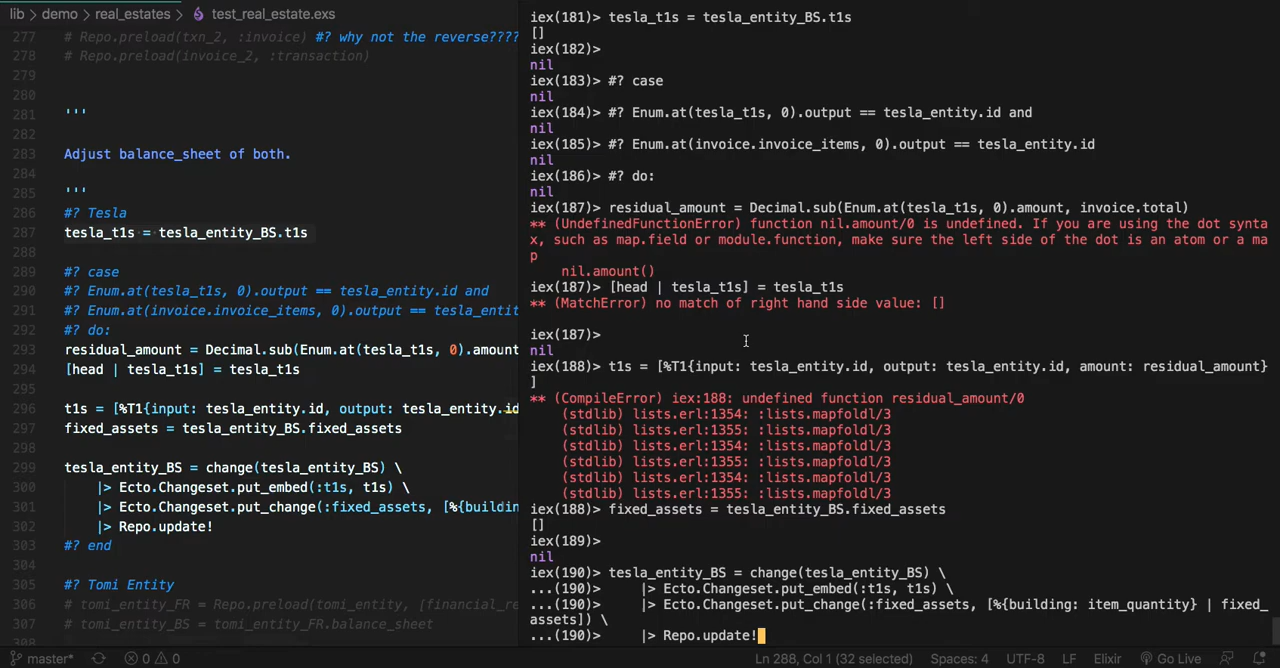 lib > demo > real_estates > test_real_estate.exs
277 # Repo.preload(txn_2, :invoice) #? why not the reverse????
278 # Repo.preload(invoice_2, :transaction)
279
280
281 '''
282
283 Adjust balance_sheet of both.
284
285 '''
286 #? Tesla
287 tesla_t1s = tesla_entity_BS.t1s
288
289 #? case
290 #? Enum.at(tesla_t1s, 0).output == tesla_entity.id and
291 #? Enum.at(invoice.invoice_items, 0).output == tesla_entit
292 #? do:
293 residual_amount = Decimal.sub(Enum.at(tesla_t1s, 0).amount
294 [head | tesla_t1s] = tesla_t1s
295
296 t1s = [%T1{input: tesla_entity.id, output: tesla_entity.id
297 fixed_assets = tesla_entity_BS.fixed_assets
298
299 tesla_entity_BS = change(tesla_entity_BS) \
300 |> Ecto.Changeset.put_embed(:t1s, t1s) \
301 |> Ecto.Changeset.put_change(:fixed_assets, [%{buildin
302 |> Repo.update!
303 #? end
304
305 #? Tomi Entity
306 # tomi_entity_FR = Repo.preload(tomi_entity, [financial_re
307 # tomi_entity_BS = tomi_entity_FR.balance_sheet
308
iex(181)> tesla_t1s = tesla_entity_BS.t1s
[]
iex(182)>
nil
iex(183)> #? case
nil
iex(184)> #? Enum.at(tesla_t1s, 0).output == tesla_entity.id and
nil
iex(185)> #? Enum.at(invoice.invoice_items, 0).output == tesla_entity.id
nil
iex(186)> #? do:
nil
iex(187)> residual_amount = Decimal.sub(Enum.at(tesla_t1s, 0).amount, invoice.total)
** (UndefinedFunctionError) function nil.amount/0 is undefined. If you are using the dot synta
x, such as map.field or module.function, make sure the left side of the dot is an atom or a ma
p
nil.amount()
iex(187)> [head | tesla_t1s] = tesla_t1s
** (MatchError) no match of right hand side value: []
iex(187)>
nil
iex(188)> t1s = [%T1{input: tesla_entity.id, output: tesla_entity.id, amount: residual_amount}
]
** (CompileError) iex:188: undefined function residual_amount/0
(stdlib) lists.erl:1354: :lists.mapfoldl/3
(stdlib) lists.erl:1355: :lists.mapfoldl/3
(stdlib) lists.erl:1354: :lists.mapfoldl/3
(stdlib) lists.erl:1355: :lists.mapfoldl/3
(stdlib) lists.erl:1354: :lists.mapfoldl/3
(stdlib) lists.erl:1355: :lists.mapfoldl/3
iex(188)> fixed_assets = tesla_entity_BS.fixed_assets
[]
iex(189)>
nil
iex(190)> tesla_entity_BS = change(tesla_entity_BS) \
...(190)> |> Ecto.Changeset.put_embed(:t1s, t1s) \
...(190)> |> Ecto.Changeset.put_change(:fixed_assets, [%{building: item_quantity} | fixed_
assets]) \
...(190)> |> Repo.update!
master* 0 0 Ln 288, Col 1 (32 selected) Spaces: 4 UTF-8 LF Elixir Go Live